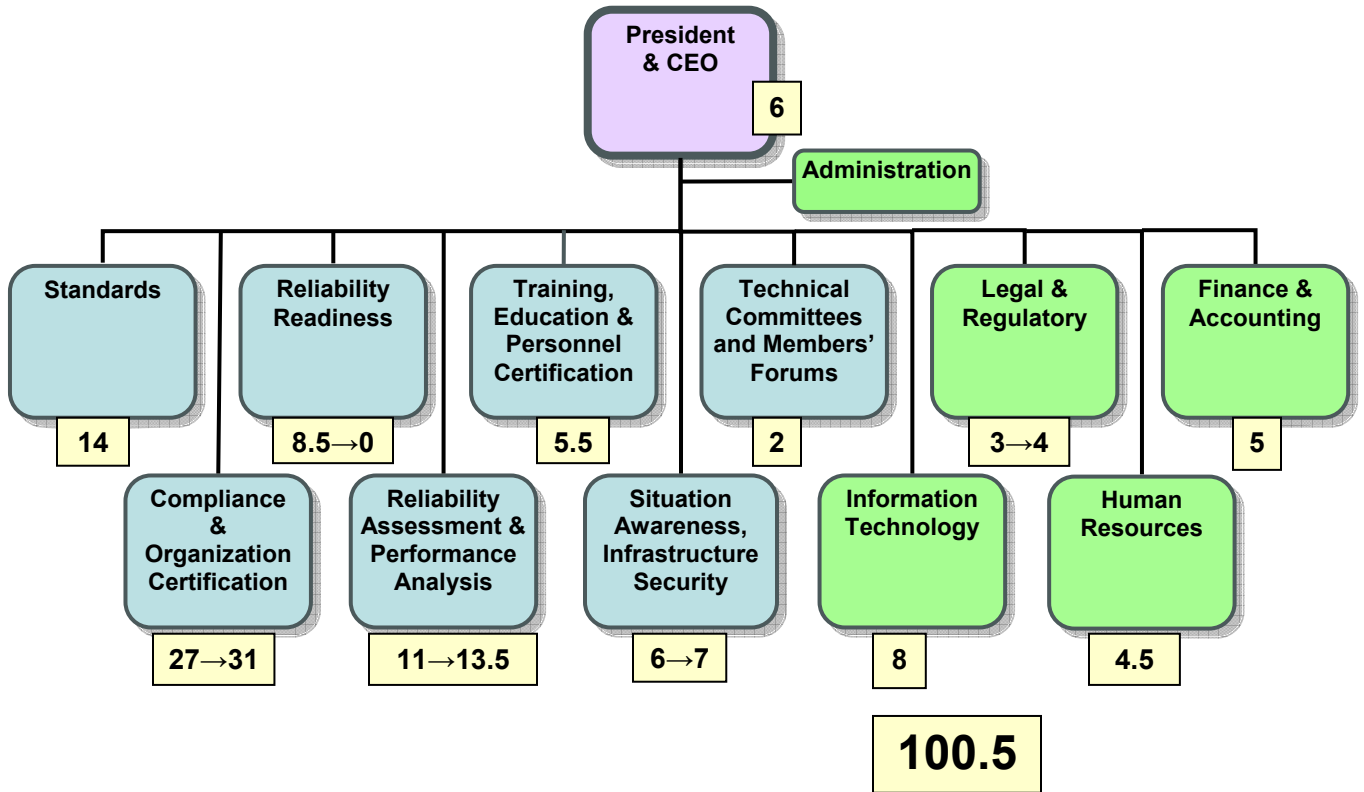 President
& CEO
6
Administration
Standards
14
Reliability
Readiness
8.5→0
Training,
Education &
Personnel
Certification
5.5
Technical
Committees
and Members’
Forums
2
Legal &
Regulatory
3→4
Finance &
Accounting
5
Compliance
&
Organization
Certification
27→31
Reliability
Assessment &
Performance
Analysis
11→13.5
Situation
Awareness,
Infrastructure
Security
6→7
Information
Technology
8
Human
Resources
4.5
100.5